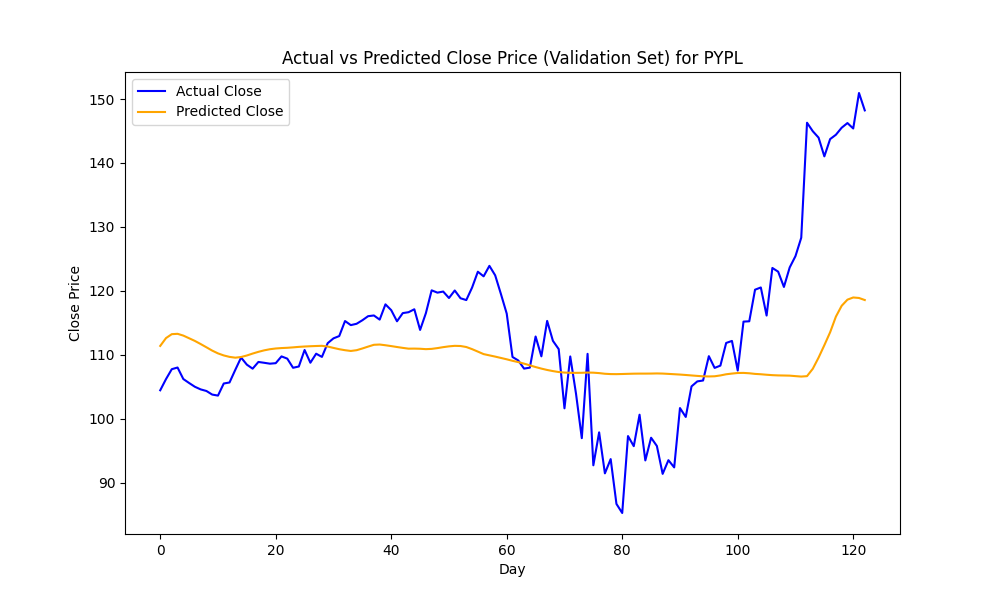 Actual vs Predicted Close Price (Validation Set) for PYPL
Actual Close
Predicted Close
Close Price
150
140
130
120
110
100
90
0 20 40 60 80 100 120
Day